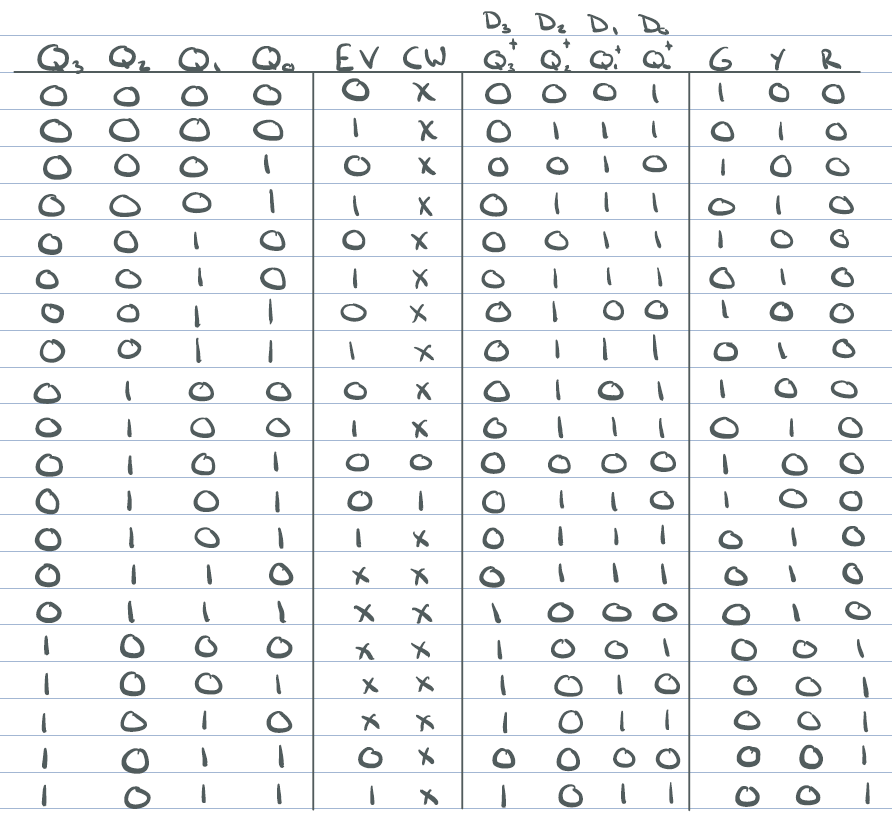 D₃ D₂ D₁ D₀
Q₃ Q₂ Q₁ Q₀ EV CW Q₃⁺ Q₂⁺ Q₁⁺ Q₀⁺ G Y R
0 0 0 0 0 X 0 0 0 1 1 0 0
0 0 0 0 1 X 0 1 1 1 0 1 0
0 0 0 1 0 X 0 0 1 0 1 0 0
0 0 0 1 1 X 0 1 1 1 0 1 0
0 0 1 0 0 X 0 0 1 1 1 0 0
0 0 1 0 1 X 0 1 1 1 0 1 0
0 0 1 1 0 X 0 1 0 0 1 0 0
0 0 1 1 1 X 0 1 1 1 0 1 0
0 1 0 0 0 X 0 1 0 1 1 0 0
0 1 0 0 1 X 0 1 1 1 0 1 0
0 1 0 1 0 0 0 0 0 0 1 0 0
0 1 0 1 0 1 0 1 1 0 1 0 0
0 1 0 1 1 X 0 1 1 1 0 1 0
0 1 1 0 X X 0 1 1 1 0 1 0
0 1 1 1 X X 1 0 0 0 0 1 0
1 0 0 0 X X 1 0 0 1 0 0 1
1 0 0 1 X X 1 0 1 0 0 0 1
1 0 1 0 X X 1 0 1 1 0 0 1
1 0 1 1 0 X 0 0 0 0 0 0 1
1 0 1 1 1 X 1 0 1 1 0 0 1